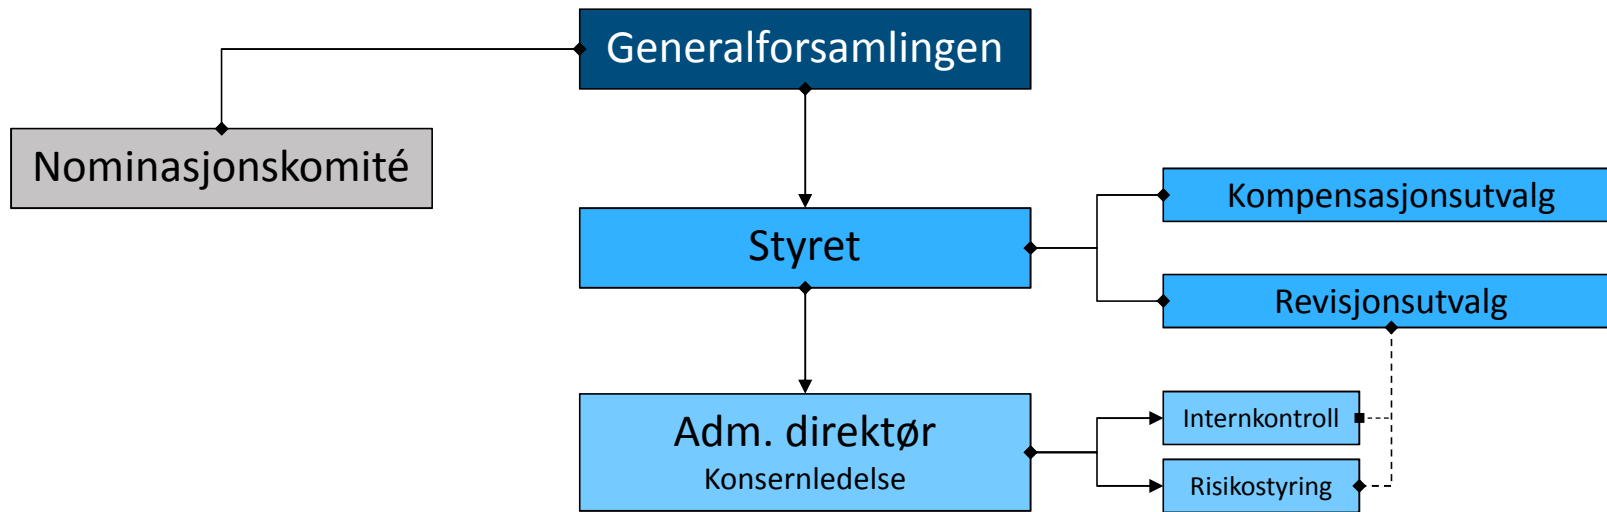 Generalforsamlingen
Nominasjonskomité
Kompensasjonsutvalg
Styret
Revisjonsutvalg
Adm. direktør
Konsernledelse
Internkontroll
Risikostyring